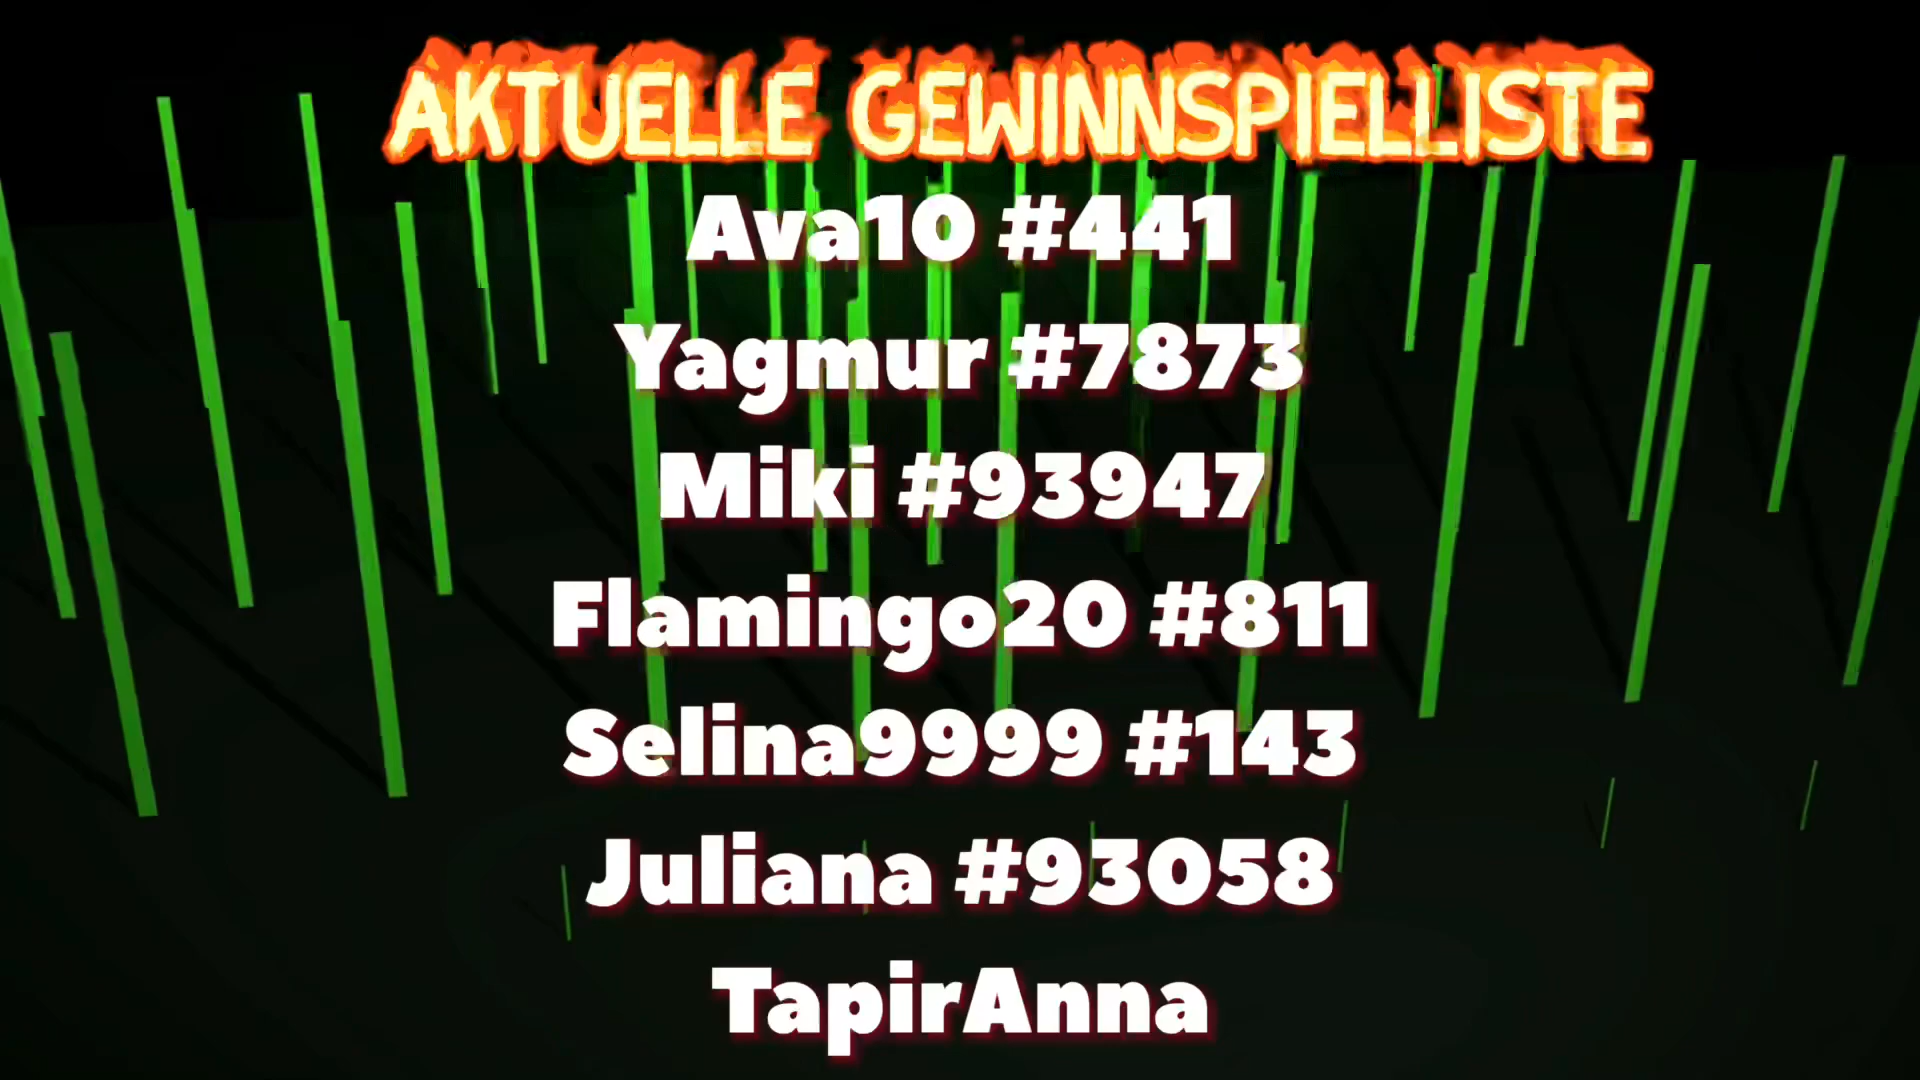 AKTUELLE GEWINNSPIELLISTE
Ava10 #441
Yagmur #7873
Miki #93947
Flamingo20 #811
Selina9999 #143
Juliana #93058
TapirAnna